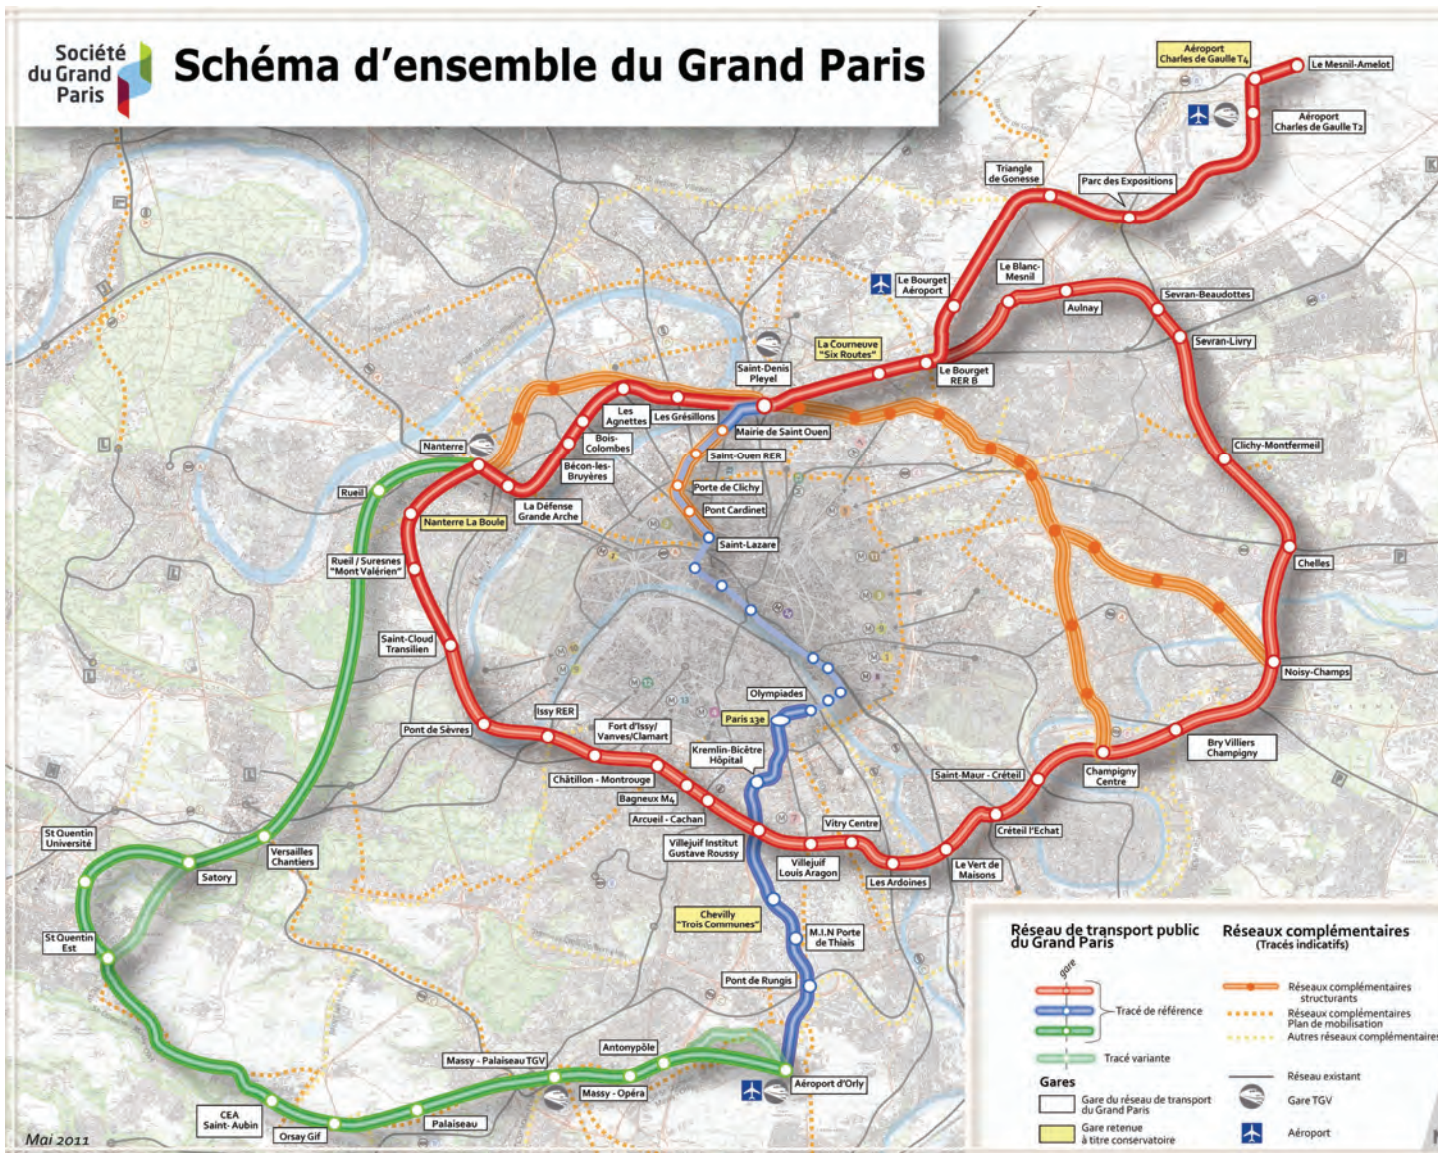 Société
du Grand
Paris
Schéma d'ensemble du Grand Paris
Aéroport
Charles de Gaulle T4
Le Mesnil-Amelot
Aéroport
Charles de Gaulle T2
Triangle
de Gonesse
Parc des Expositions
Le Blanc-
Mesnil
Le Bourget
Aéroport
Aulnay
Sevran-Beaudottes
Sevran-Livry
La Courneuve
"Six Routes"
Le Bourget
RER B
Saint-Denis
Pleyel
Les
Agnettes
Les Grésillons
Mairie de Saint Ouen
Bois-
Colombes
Nanterre
Saint-Ouen RER
Clichy-Montfermeil
Bécon-les-
Bruyères
Rueil
Porte de Clichy
La Défense
Grande Arche
Pont Cardinet
Nanterre La Boule
Saint-Lazare
Rueil / Suresnes
"Mont Valérien"
Chelles
Saint-Cloud
Transilien
Noisy-Champs
Olympiades
Issy RER
Paris 13e
Pont de Sèvres
Fort d'Issy/
Vanves/Clamart
Bry Villiers
Champigny
Kremlin-Bicêtre
Hôpital
Châtillon - Montrouge
Saint-Maur - Créteil
Champigny
Centre
Bagneux M4
Arcueil - Cachan
Vitry Centre
Créteil l'Echat
St Quentin
Université
Versailles
Chantiers
Villejuif Institut
Gustave Roussy
Villejuif
Louis Aragon
Le Vert de
Maisons
Satory
Les Ardoines
Chevilly
"Trois Communes"
St Quentin
Est
M.I.N Porte
de Thiais
Pont de Rungis
Antonypôle
Massy - Palaiseau TGV
Massy - Opéra
Aéroport d'Orly
CEA
Saint-Aubin
Orsay Gif
Palaiseau
Mai 2011
Réseau de transport public
du Grand Paris
gare
Tracé de référence
Tracé variante
Gares
Gare du réseau de transport
du Grand Paris
Gare retenue
à titre conservatoire
Réseaux complémentaires
(Tracés indicatifs)
Réseaux complémentaires
structurants
Réseaux complémentaires
Plan de mobilisation
Autres réseaux complémentaires
Réseau existant
Gare TGV
Aéroport